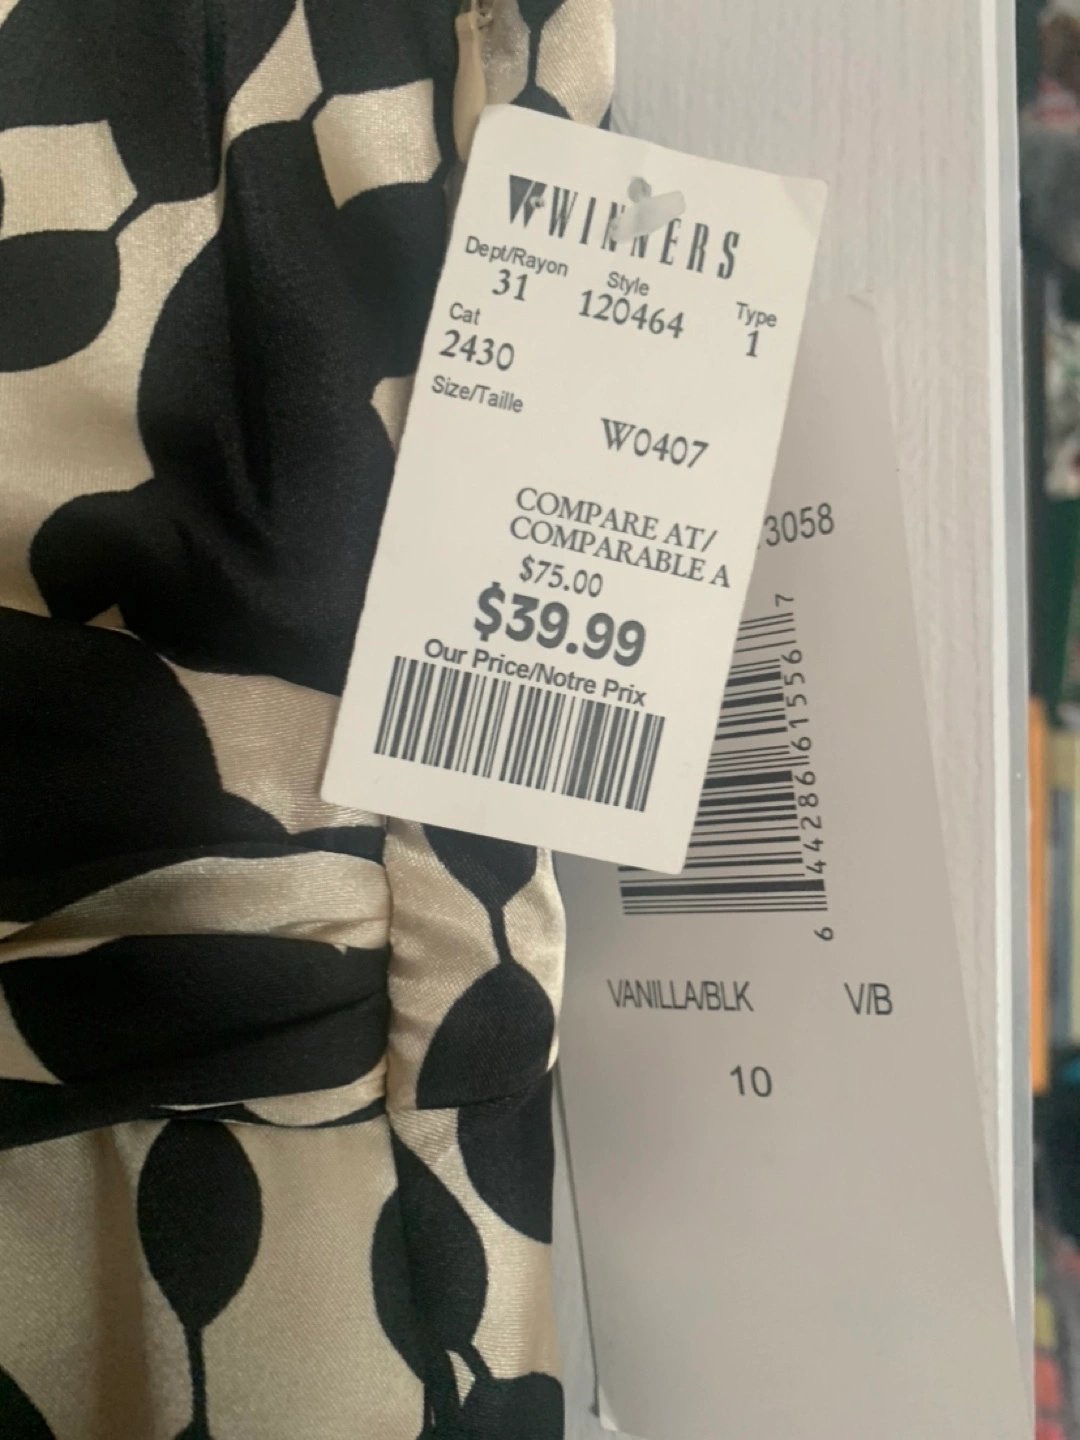 WINNERS
Dept/Rayon Style Type
31 120464 1
Cat
2430
Size/Taille
W0407
COMPARE AT/
COMPARABLE A
$75.00
$39.99
Our Price/Notre Prix
3058
6 44286 61556 7
VANILLA/BLK V/B
10